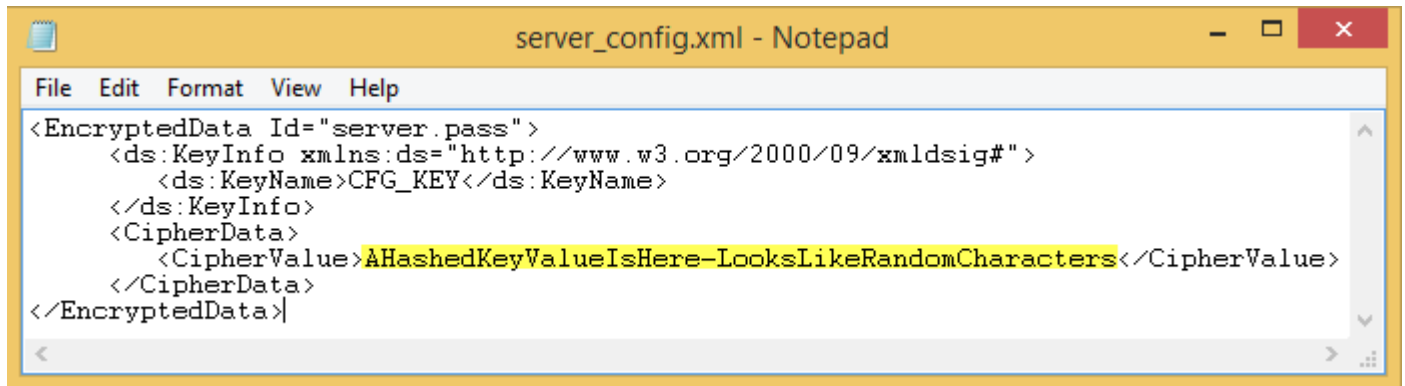 server_config.xml - Notepad
File Edit Format View Help
<EncryptedData Id="server.pass">
<ds:KeyInfo xmlns:ds="http://www.w3.org/2000/09/xmldsig#">
<ds:KeyName>CFG_KEY</ds:KeyName>
</ds:KeyInfo>
<CipherData>
<CipherValue>AHashedKeyValueIsHere-LooksLikeRandomCharacters</CipherValue>
</CipherData>
</EncryptedData>